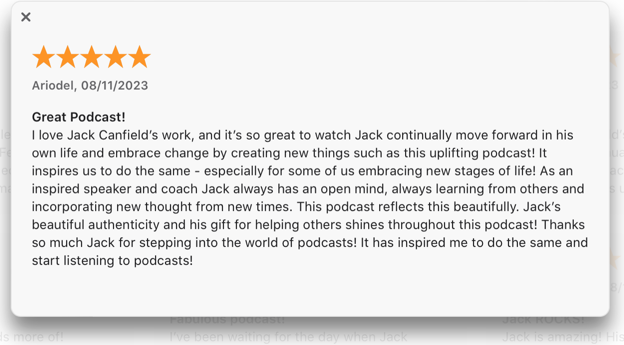 Ariodel, 08/11/2023
Great Podcast!
I love Jack Canfield’s work, and it’s so great to watch Jack continually move forward in his
own life and embrace change by creating new things such as this uplifting podcast! It
inspires us to do the same - especially for some of us embracing new stages of life! As an
inspired speaker and coach Jack always has an open mind, always learning from others and
incorporating new thought from new times. This podcast reflects this beautifully. Jack’s
beautiful authenticity and his gift for helping others shines throughout this podcast! Thanks
so much Jack for stepping into the world of podcasts! It has inspired me to do the same and
start listening to podcasts!
Fabulous podcast! Jack ROCKS!
is more of! I've been waiting for the day when Jack Jack is amazing! His